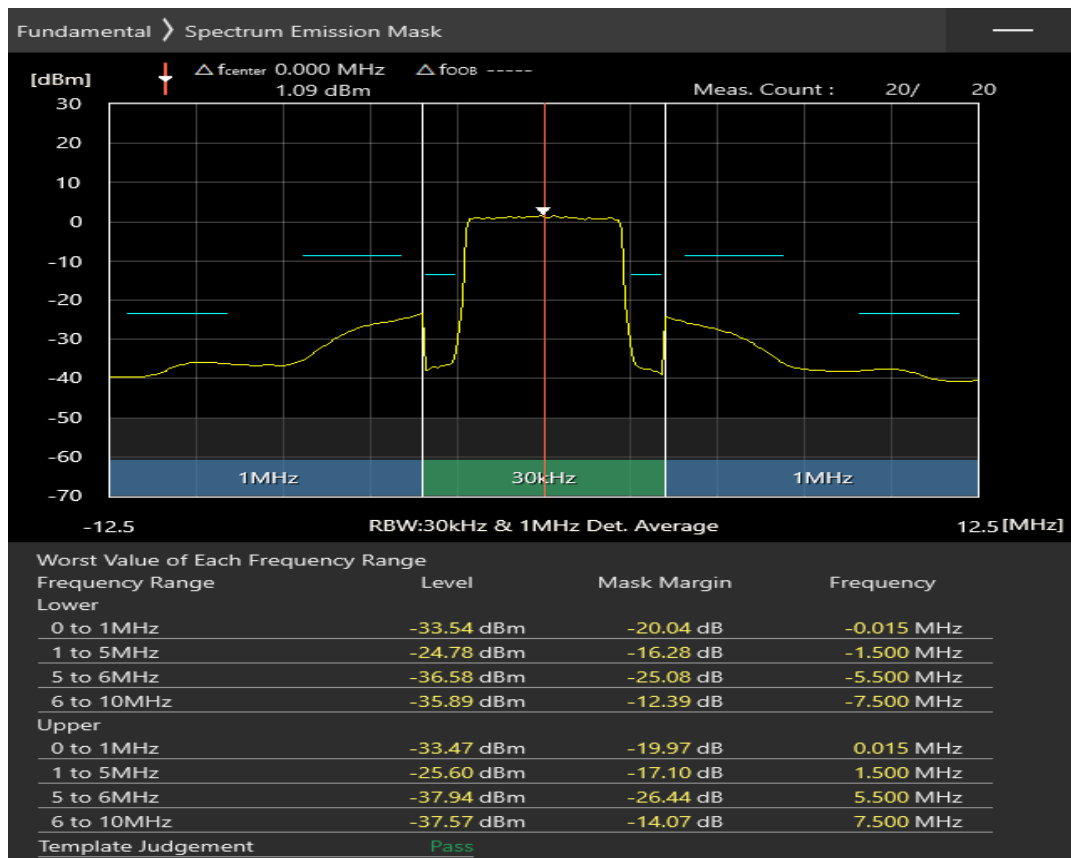 Fundamental ❯ Spectrum Emission Mask
[dBm] △ fcenter 0.000 MHz △ fOOB -----
1.09 dBm Meas. Count : 20/ 20
30
20
10
0
-10
-20
-30
-40
-50
-60
-70
1MHz 30kHz 1MHz
-12.5 RBW:30kHz & 1MHz Det. Average 12.5 [MHz]
Worst Value of Each Frequency Range
Frequency Range Level Mask Margin Frequency
Lower
0 to 1MHz -33.54 dBm -20.04 dB -0.015 MHz
1 to 5MHz -24.78 dBm -16.28 dB -1.500 MHz
5 to 6MHz -36.58 dBm -25.08 dB -5.500 MHz
6 to 10MHz -35.89 dBm -12.39 dB -7.500 MHz
Upper
0 to 1MHz -33.47 dBm -19.97 dB 0.015 MHz
1 to 5MHz -25.60 dBm -17.10 dB 1.500 MHz
5 to 6MHz -37.94 dBm -26.44 dB 5.500 MHz
6 to 10MHz -37.57 dBm -14.07 dB 7.500 MHz
Template Judgement Pass